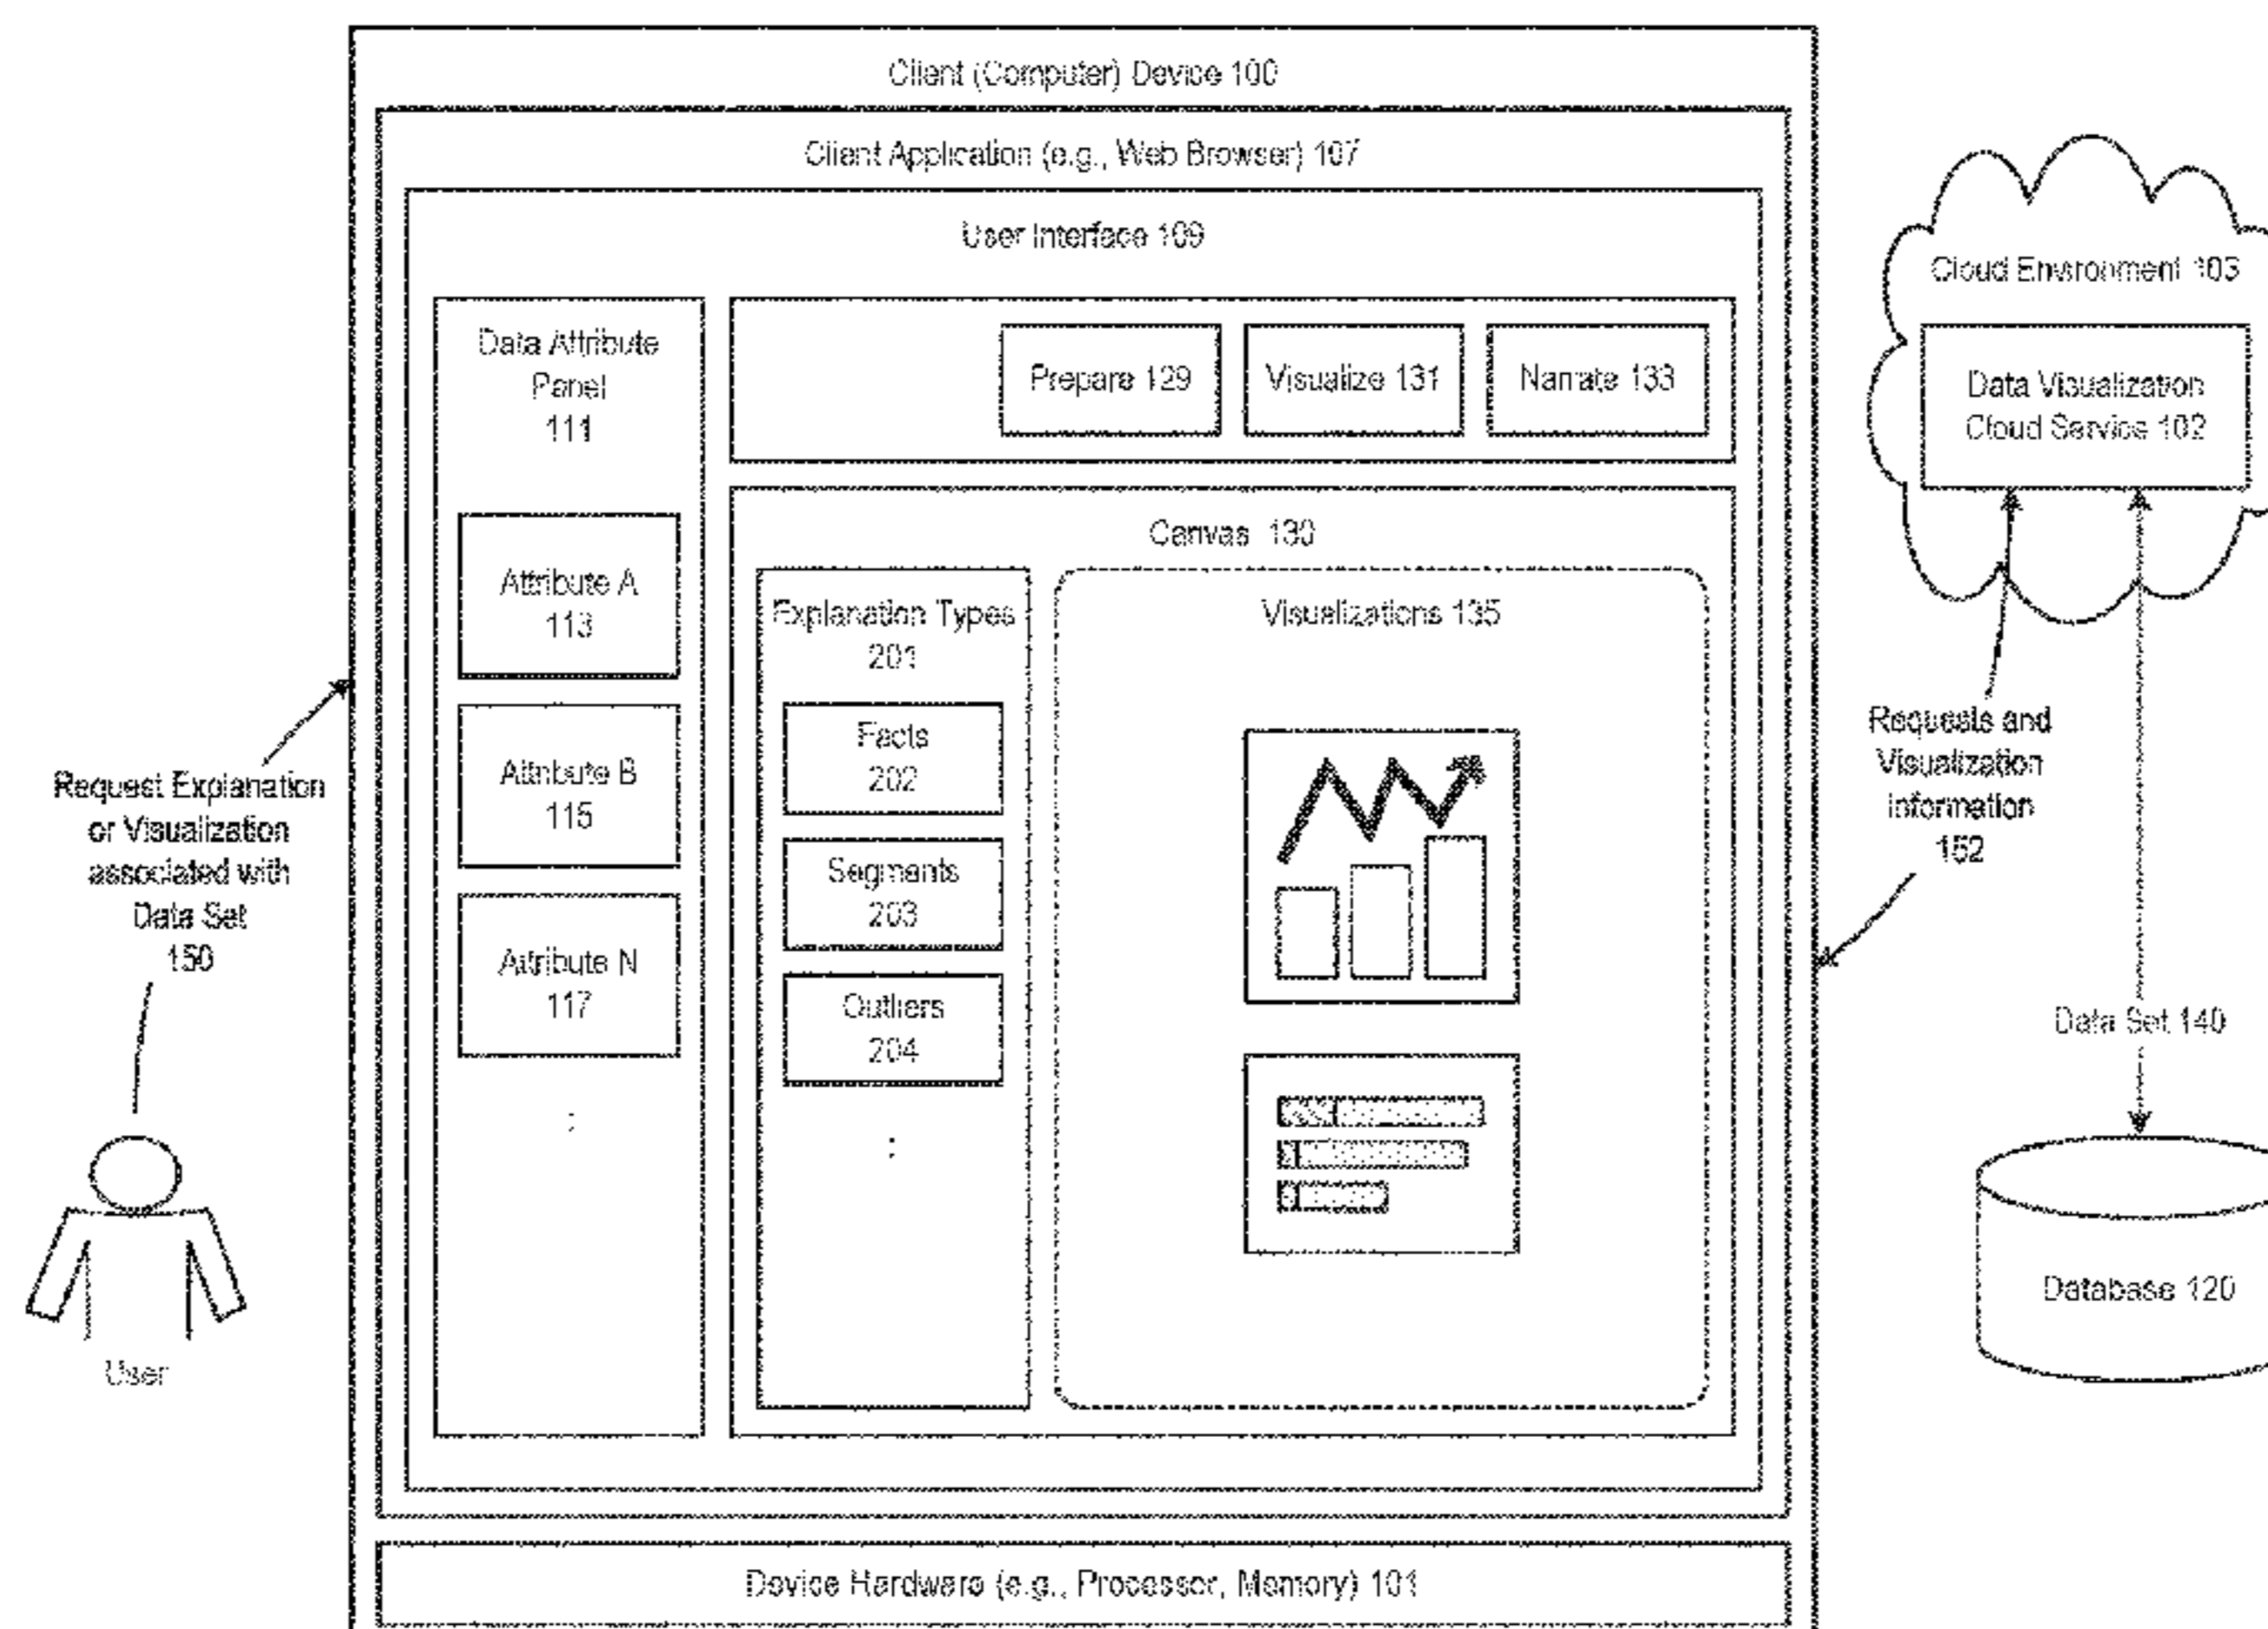 Client (Computer) Device 100
Client Application (e.g., Web Browser) 107
User Interface 109
Data Attribute
Panel
111
Attribute A
113
Attribute B
115
Attribute N
117
Prepare 129
Visualize 131
Narrate 133
Canvas 130
Explanation Types
201
Facts
202
Segments
203
Outliers
204
Visualizations 135
Device Hardware (e.g., Processor, Memory) 101
Request Explanation
or Visualization
associated with
Data Set
150
User
Cloud Environment 103
Data Visualization
Cloud Service 102
Requests and
Visualization
information
152
Data Set 140
Database 120